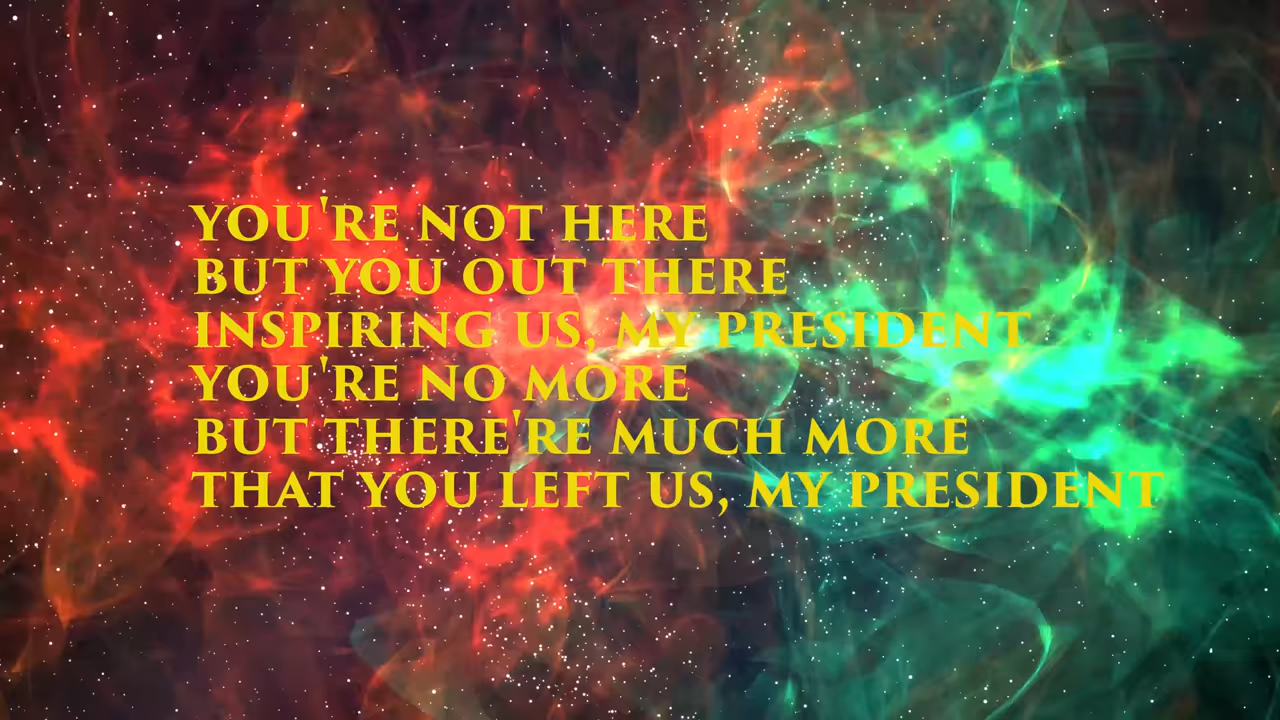 YOU'RE NOT HERE
BUT YOU OUT THERE
INSPIRING US, MY PRESIDENT
YOU'RE NO MORE
BUT THERE'RE MUCH MORE
THAT YOU LEFT US, MY PRESIDENT